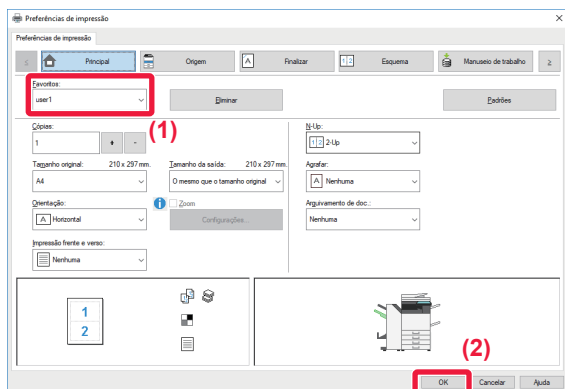 Preferências de impressão
Preferências de impressão
Principal Origem Finalizar Esquema Manuseio de trabalho
Favoritos:
user1 Eliminar Padrões
(1)
Cópias: N-Up:
1 + - 1 2 2-Up
Tamanho original: 210 x 297 mm. Tamanho da saída: 210 x 297 mm. Agrafar:
A4 O mesmo que o tamanho original A Nenhuma
Orientação: Zoom Arquivamento de doc.:
A Horizontal Configurações... Nenhuma
Impressão frente e verso:
Nenhuma
1
2
(2)
OK Cancelar Ajuda